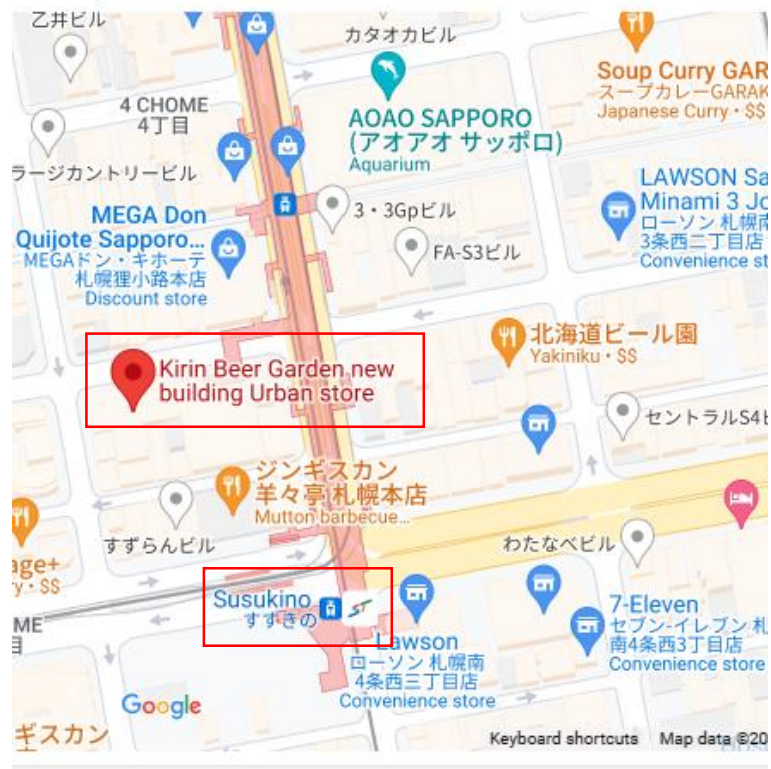 乙井ビル
カタオカビル
Soup Curry GAR
スープカレーGARAK
Japanese Curry・$$
4 CHOME
4丁目
AOAO SAPPORO
(アオアオ サッポロ)
Aquarium
ラージカントリービル
LAWSON Sa
Minami 3 Jo
ローソン 札幌南
3条西二丁目店
Convenience st
MEGA Don
Quijote Sapporo...
MEGAドン・キホーテ
札幌狸小路本店
Discount store
3・3Gpビル
FA-S3ビル
北海道ビール園
Yakiniku・$$
Kirin Beer Garden new
building Urban store
セントラルS4ビ
ジンギスカン
羊々亭 札幌本店
Mutton barbecue...
すずらんビル
わたなべビル
age+
y・$$
Susukino
すすきの
ST
7-Eleven
セブン-イレブン 札
南4条西3丁目店
Convenience store
ME
目
Lawson
ローソン 札幌南
4条西三丁目店
Convenience store
Google
ギスカン
Keyboard shortcuts
Map data ©20